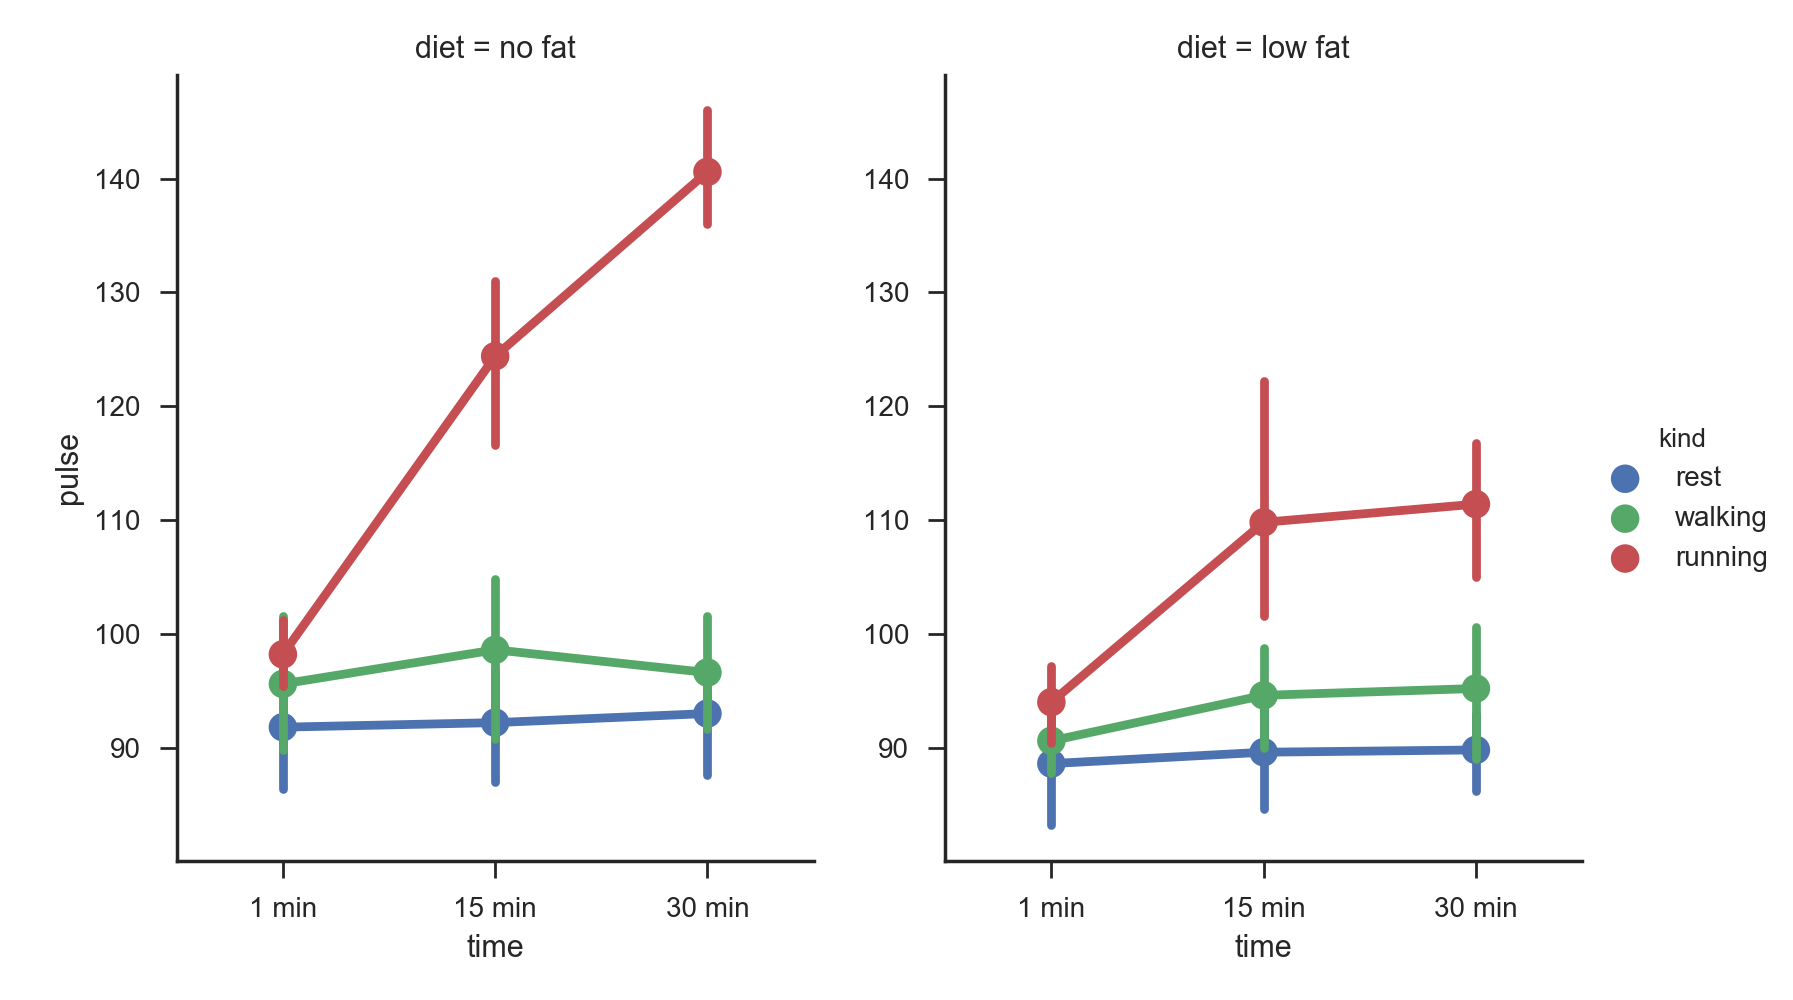 diet = no fat
diet = low fat
pulse
140
130
120
110
100
90
1 min
15 min
30 min
time
140
130
120
110
100
90
1 min
15 min
30 min
time
kind
rest
walking
running